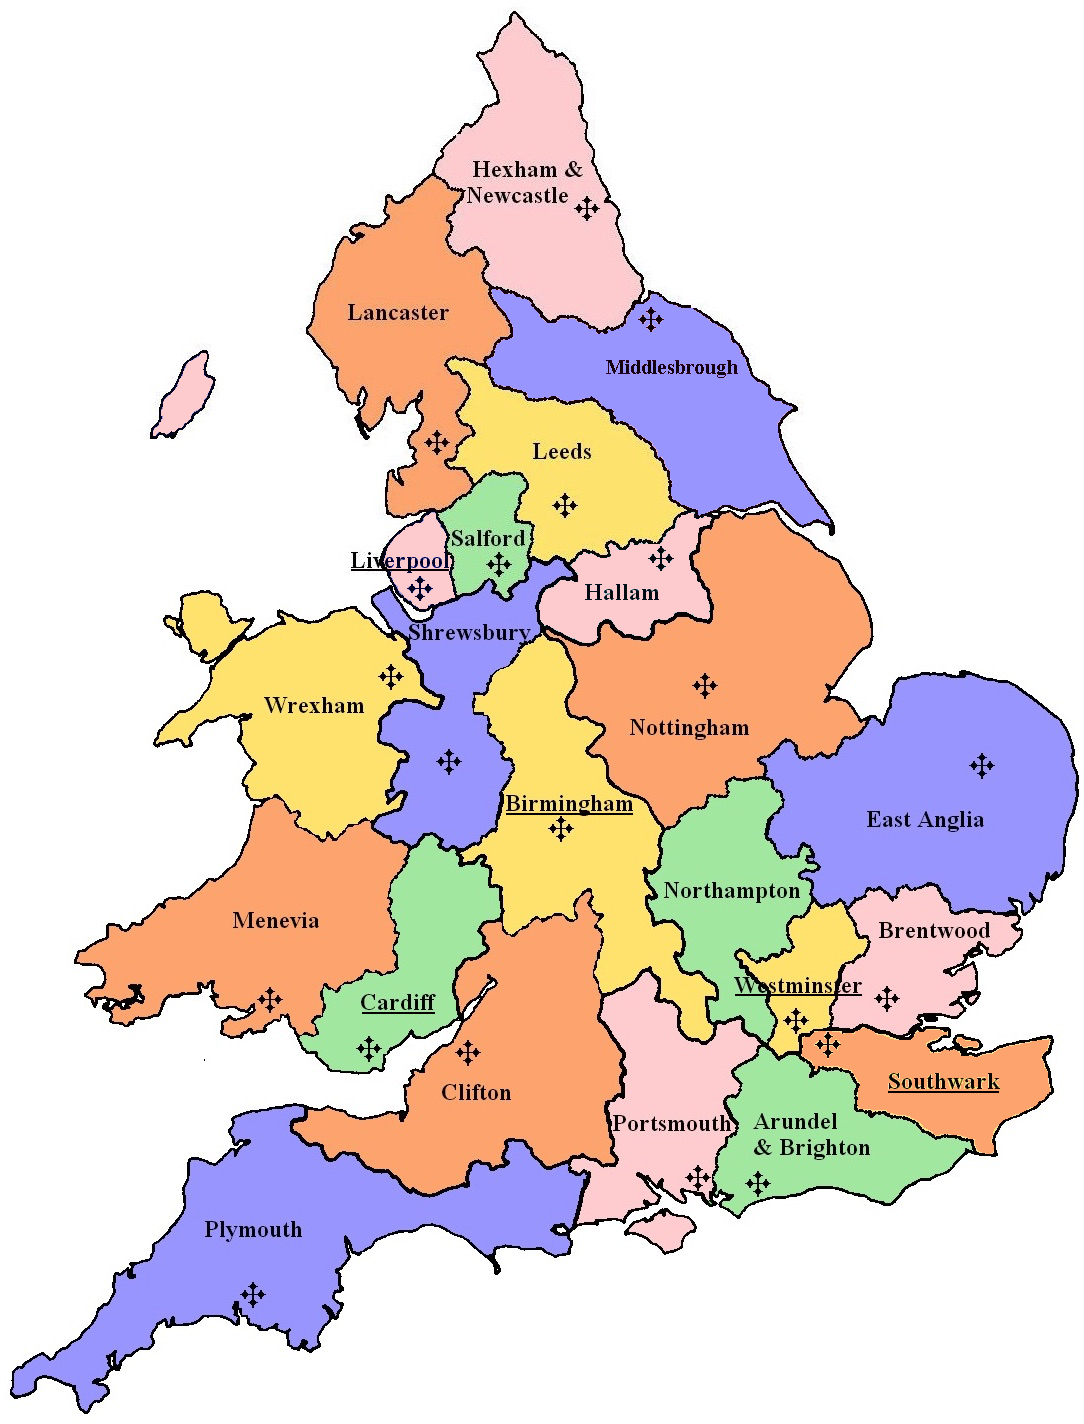 Hexham &
Newcastle
Lancaster
Middlesbrough
Leeds
Salford
Liverpool
Hallam
Shrewsbury
Wrexham
Nottingham
Birmingham
East Anglia
Northampton
Menevia
Brentwood
Westminster
Cardiff
Southwark
Clifton
Portsmouth
Arundel
& Brighton
Plymouth